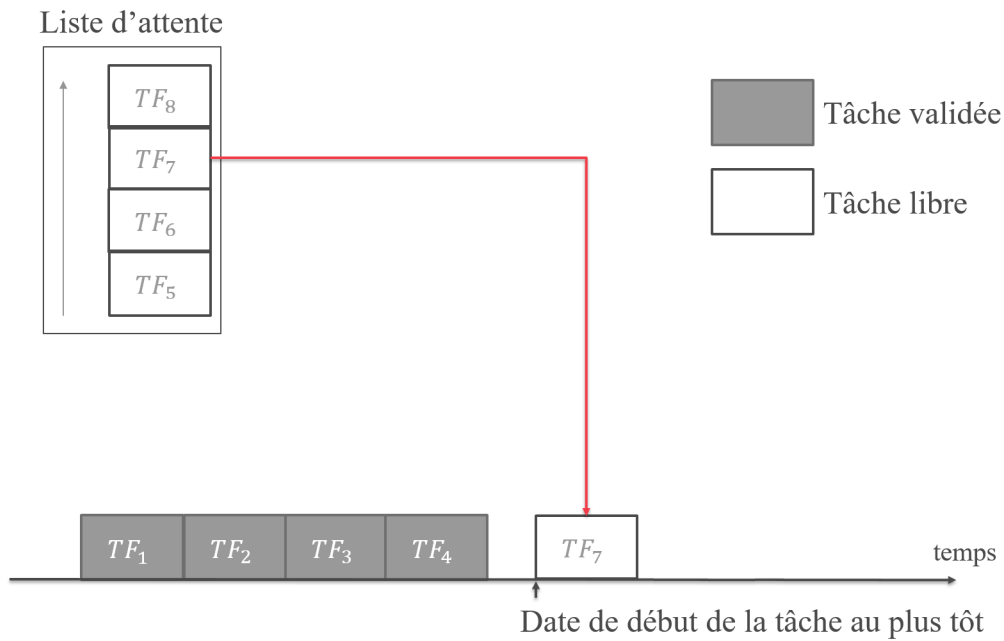 Liste d’attente
TF₈
TF₇
TF₆
TF₅
Tâche validée
Tâche libre
TF₁ TF₂ TF₃ TF₄ TF₇
temps
Date de début de la tâche au plus tôt